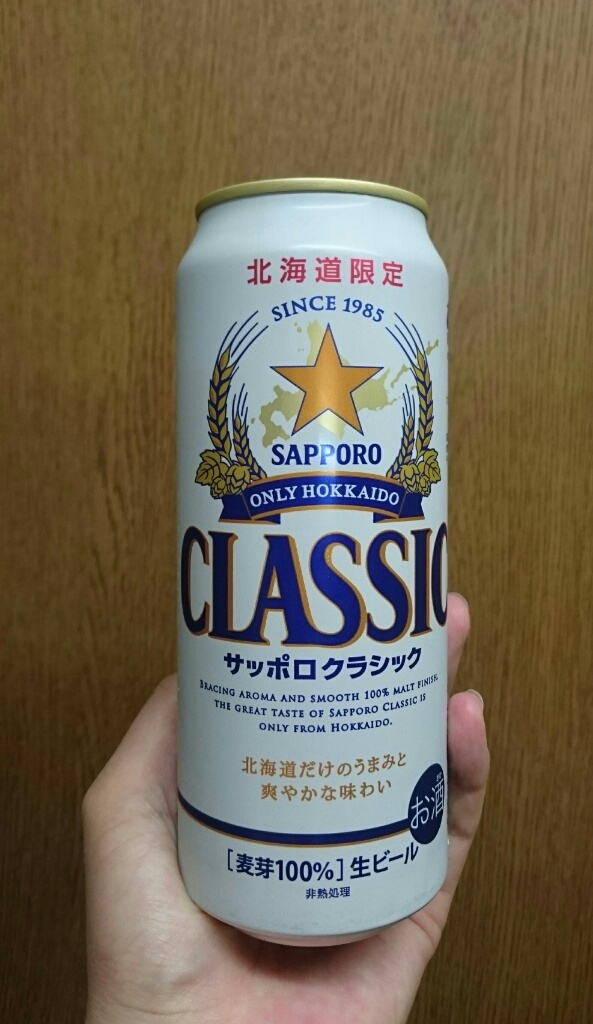 北海道限定
SINCE 1985
SAPPORO
ONLY HOKKAIDO
CLASSIC
サッポロクラシック
BRACING AROMA AND SMOOTH 100% MALT FINISH.
THE GREAT TASTE OF SAPPORO CLASSIC IS
ONLY FROM HOKKAIDO.
北海道だけのうまみと
爽やかな味わい
お酒
[麦芽100%]生ビール
非熱処理